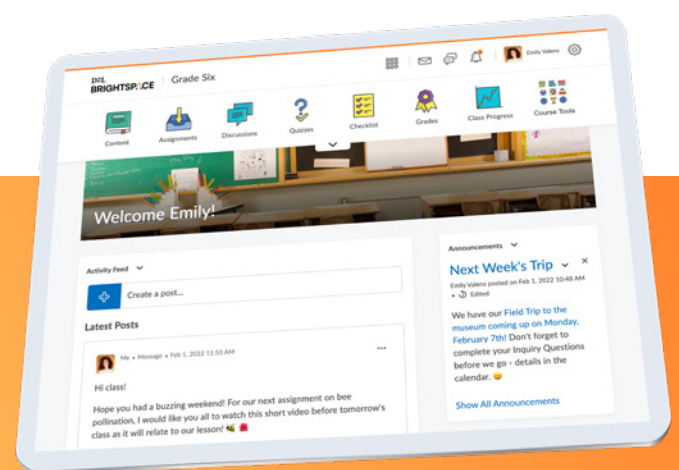 D2L
BRIGHTSPACE
Grade Six
Emily Valens
Content
Assignments
Discussions
Quizzes
Checklist
Grades
Class Progress
Course Tools
Welcome Emily!
Activity Feed
Create a post...
Latest Posts
Me • Message • Feb 1, 2022 11:53 AM
Hi class!
Hope you had a buzzing weekend! For our next assignment on bee
pollination, I would like you all to watch this short video before tomorrow's
class as it will relate to our lesson! 🐝 🌺
Announcements
Next Week's Trip
Emily Valens posted on Feb 1, 2022 10:48 AM
• Edited
We have our Field Trip to the
museum coming up on Monday,
February 7th! Don't forget to
complete your Inquiry Questions
before we go - details in the
calendar. 😄
Show All Announcements